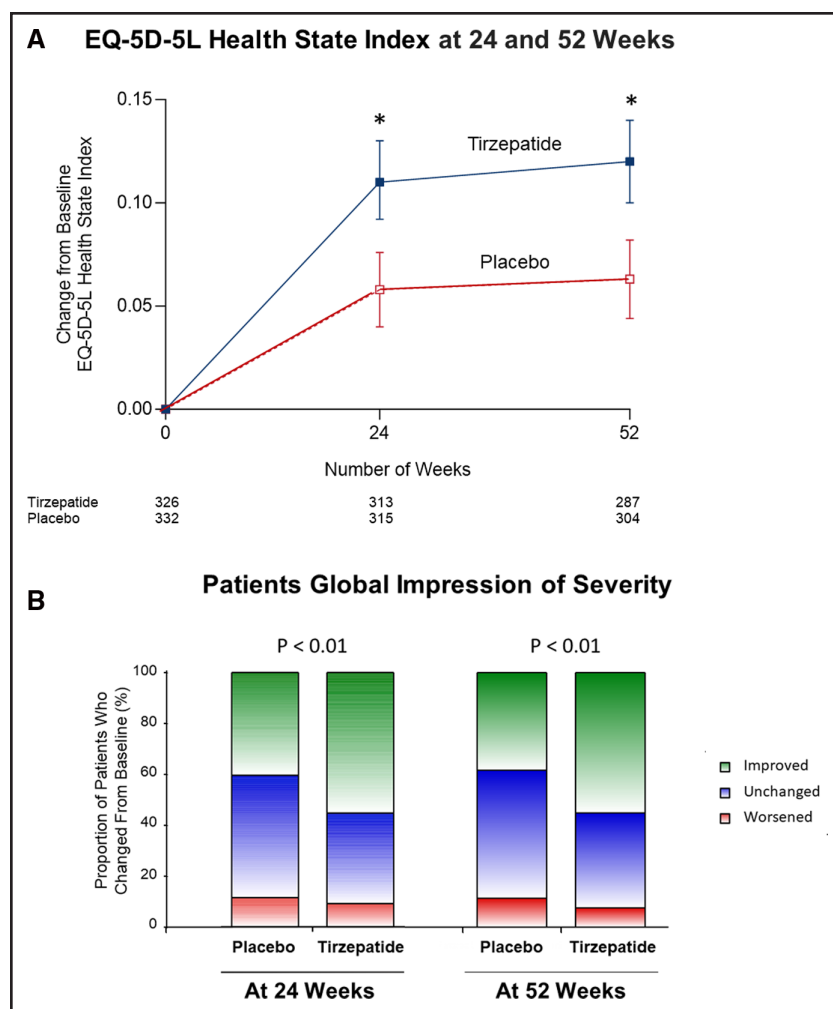 A EQ-5D-5L Health State Index at 24 and 52 Weeks
Change from Baseline
EQ-5D-5L Health State Index
0.15
0.10
0.05
0.00
*
*
Tirzepatide
Placebo
0 24 52
Number of Weeks
Tirzepatide 326 313 287
Placebo 332 315 304
B Patients Global Impression of Severity
P < 0.01 P < 0.01
Proportion of Patients Who
Changed From Baseline (%)
100
80
60
40
20
0
Improved
Unchanged
Worsened
Placebo Tirzepatide Placebo Tirzepatide
At 24 Weeks At 52 Weeks